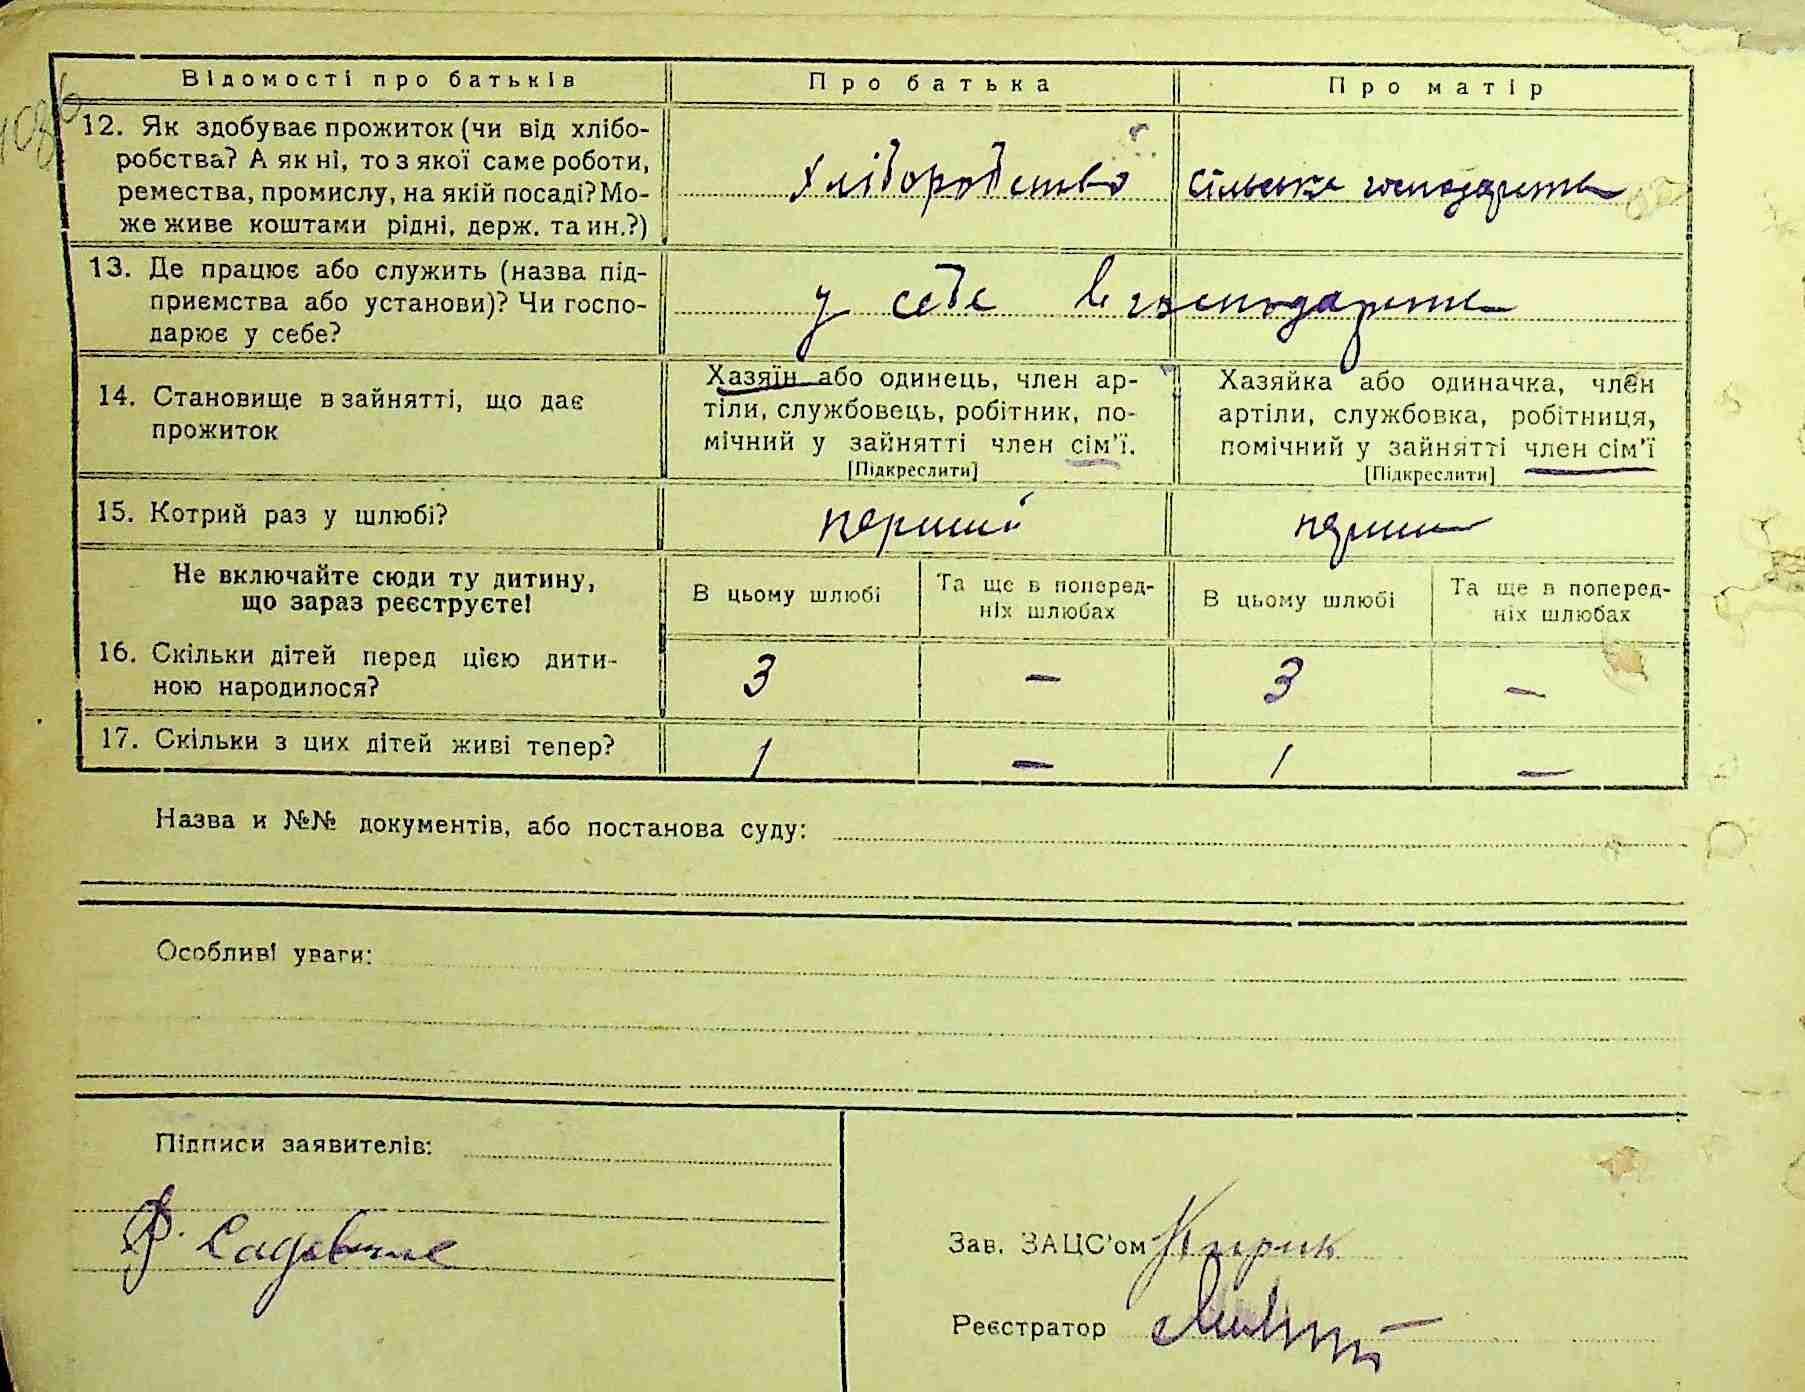 Відомості про батьків Про батька Про матір
12. Як здобуває прожиток (чи від хлібо-
робства? А як ні, то з якої саме роботи,
ремества, промислу, на якій посаді? Мо-
же живе коштами рідні, держ. та ин.?)
Хліборобство сільське господарств
13. Де працює або служить (назва під-
приємства або установи)? Чи госпо-
дарює у себе?
у себе в господарстві
14. Становище в зайнятті, що дає
прожиток
Хазяїн або одинець, член ар-
тіли, службовець, робітник, по-
мічний у зайнятті член сім'ї.
[Підкреслити]
Хазяйка або одиначка, член
артіли, службовка, робітниця,
помічний у зайнятті член сім'ї
[Підкреслити]
15. Котрий раз у шлюбі? перший перший
Не включайте сюди ту дитину,
що зараз реєструєте!
В цьому шлюбі
Та ще в поперед-
ніх шлюбах
В цьому шлюбі
Та ще в поперед-
ніх шлюбах
16. Скільки дітей перед цією дити-
ною народилося?
3 – 3 –
17. Скільки з цих дітей живі тепер? 1 – 1 –
Назва и №№ документів, або постанова суду:
Особливі уваги:
Підписи заявителів:
Зав. ЗАЦС'ом Кирик
Реєстратор